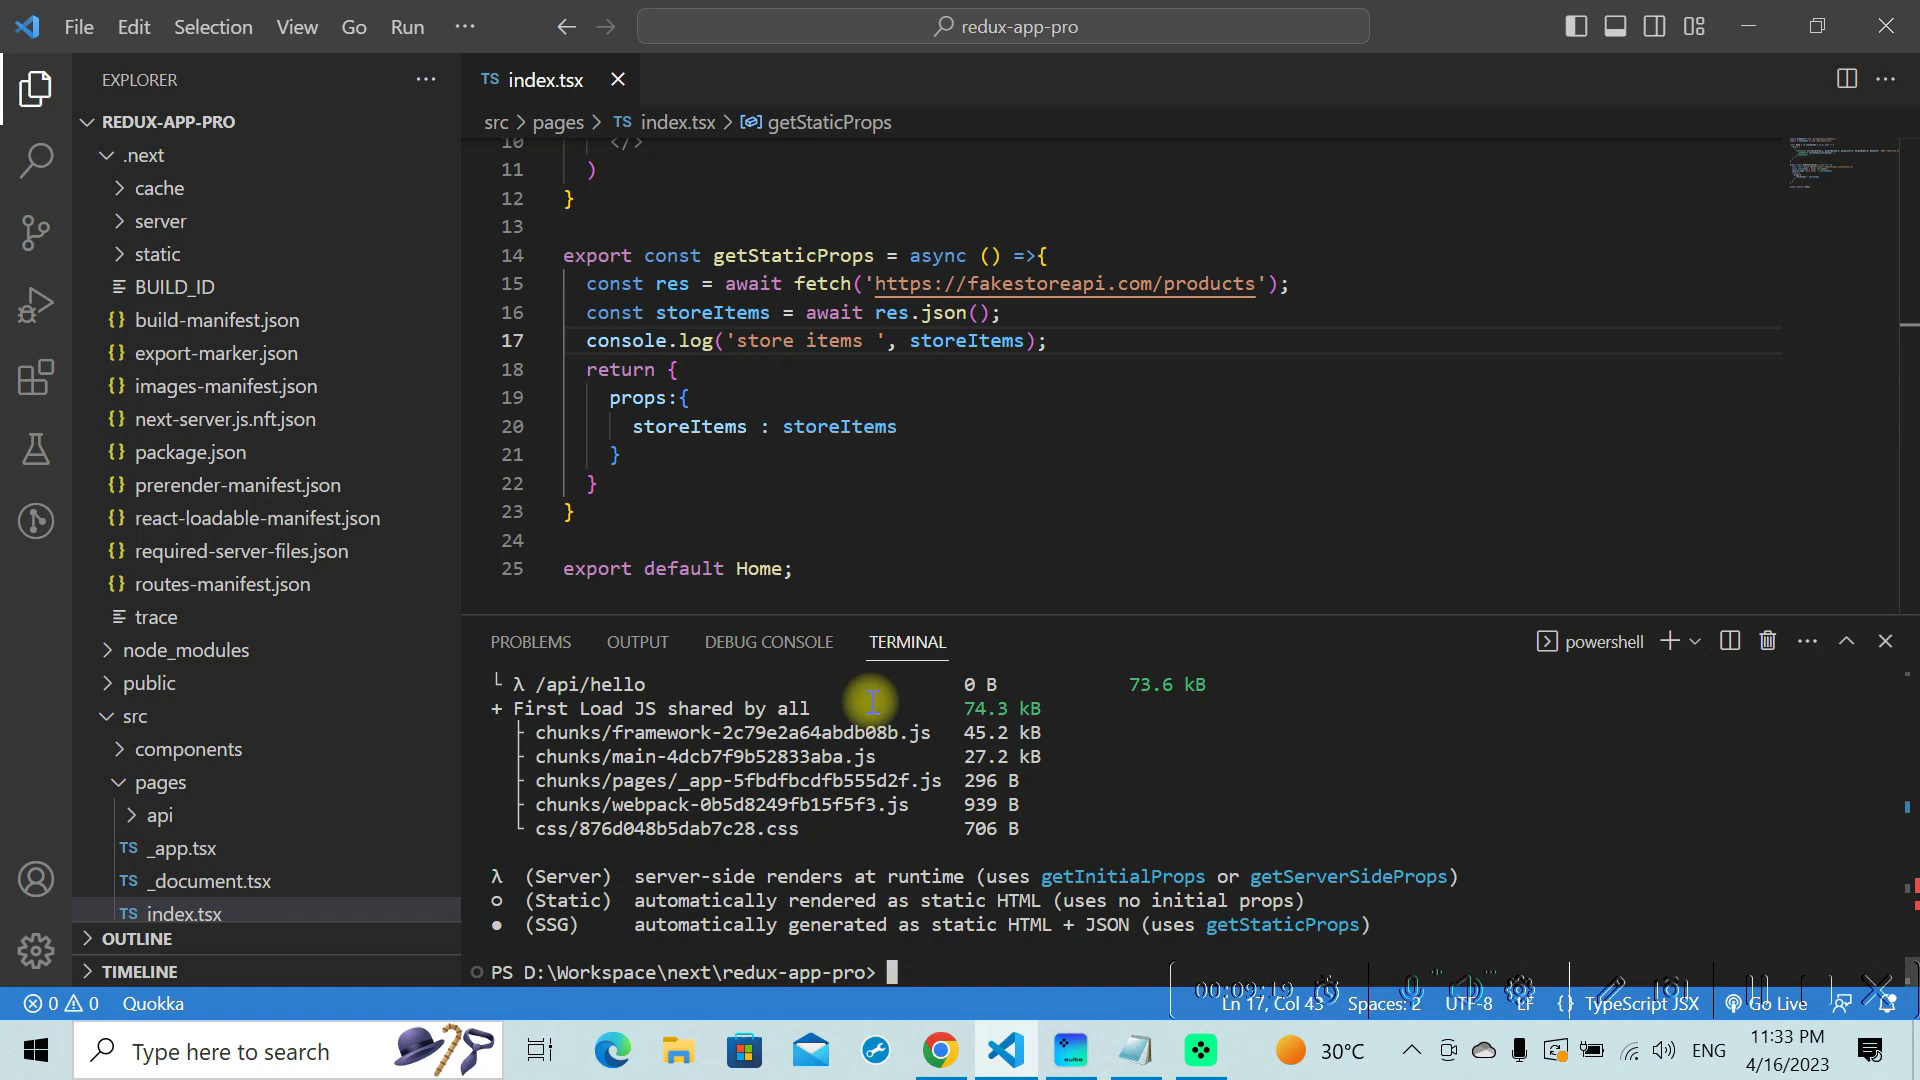 File Edit Selection View Go Run ··· redux-app-pro
EXPLORER
REDUX-APP-PRO
.next
cache
server
static
BUILD_ID
build-manifest.json
export-marker.json
images-manifest.json
next-server.js.nft.json
package.json
prerender-manifest.json
react-loadable-manifest.json
required-server-files.json
routes-manifest.json
trace
node_modules
public
src
components
pages
api
TS _app.tsx
TS _document.tsx
TS index.tsx
OUTLINE
TIMELINE
TS index.tsx
src > pages > TS index.tsx > getStaticProps
10 </>
11 )
12 }
13
14 export const getStaticProps = async () =>{
15 const res = await fetch('https://fakestoreapi.com/products');
16 const storeItems = await res.json();
17 console.log('store items ', storeItems);
18 return {
19 props:{
20 storeItems : storeItems
21 }
22 }
23 }
24
25 export default Home;
PROBLEMS OUTPUT DEBUG CONSOLE TERMINAL powershell
└ λ /api/hello 0 B 73.6 kB
+ First Load JS shared by all 74.3 kB
├ chunks/framework-2c79e2a64abdb08b.js 45.2 kB
├ chunks/main-4dcb7f9b52833aba.js 27.2 kB
├ chunks/pages/_app-5fbdfbcdfb555d2f.js 296 B
├ chunks/webpack-0b5d8249fb15f5f3.js 939 B
└ css/876d048b5dab7c28.css 706 B
λ (Server) server-side renders at runtime (uses getInitialProps or getServerSideProps)
○ (Static) automatically rendered as static HTML (uses no initial props)
● (SSG) automatically generated as static HTML + JSON (uses getStaticProps)
PS D:\Workspace\next\redux-app-pro>
00:09:19
0 0 Quokka Ln 17, Col 43 Spaces: 2 UTF-8 LF {} TypeScript JSX Go Live
Type here to search 30°C ENG 11:33 PM
4/16/2023